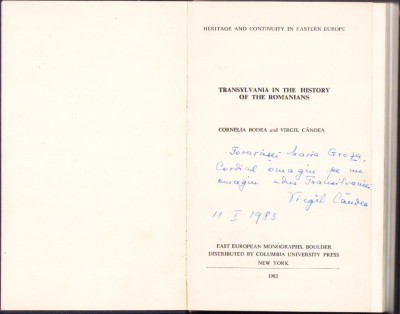 HERITAGE AND CONTINUITY IN EASTERN EUROPE
TRANSYLVANIA IN THE HISTORY
OF THE ROMANIANS
CORNELIA BODEA and VIRGIL CÂNDEA
Tovarășei Maria Groza,
Cordial omagiu pe un
omagiu adus Transilvaniei
Virgil Cândea
11 I 1983
EAST EUROPEAN MONOGRAPHS, BOULDER
DISTRIBUTED BY COLUMBIA UNIVERSITY PRESS
NEW YORK
1982